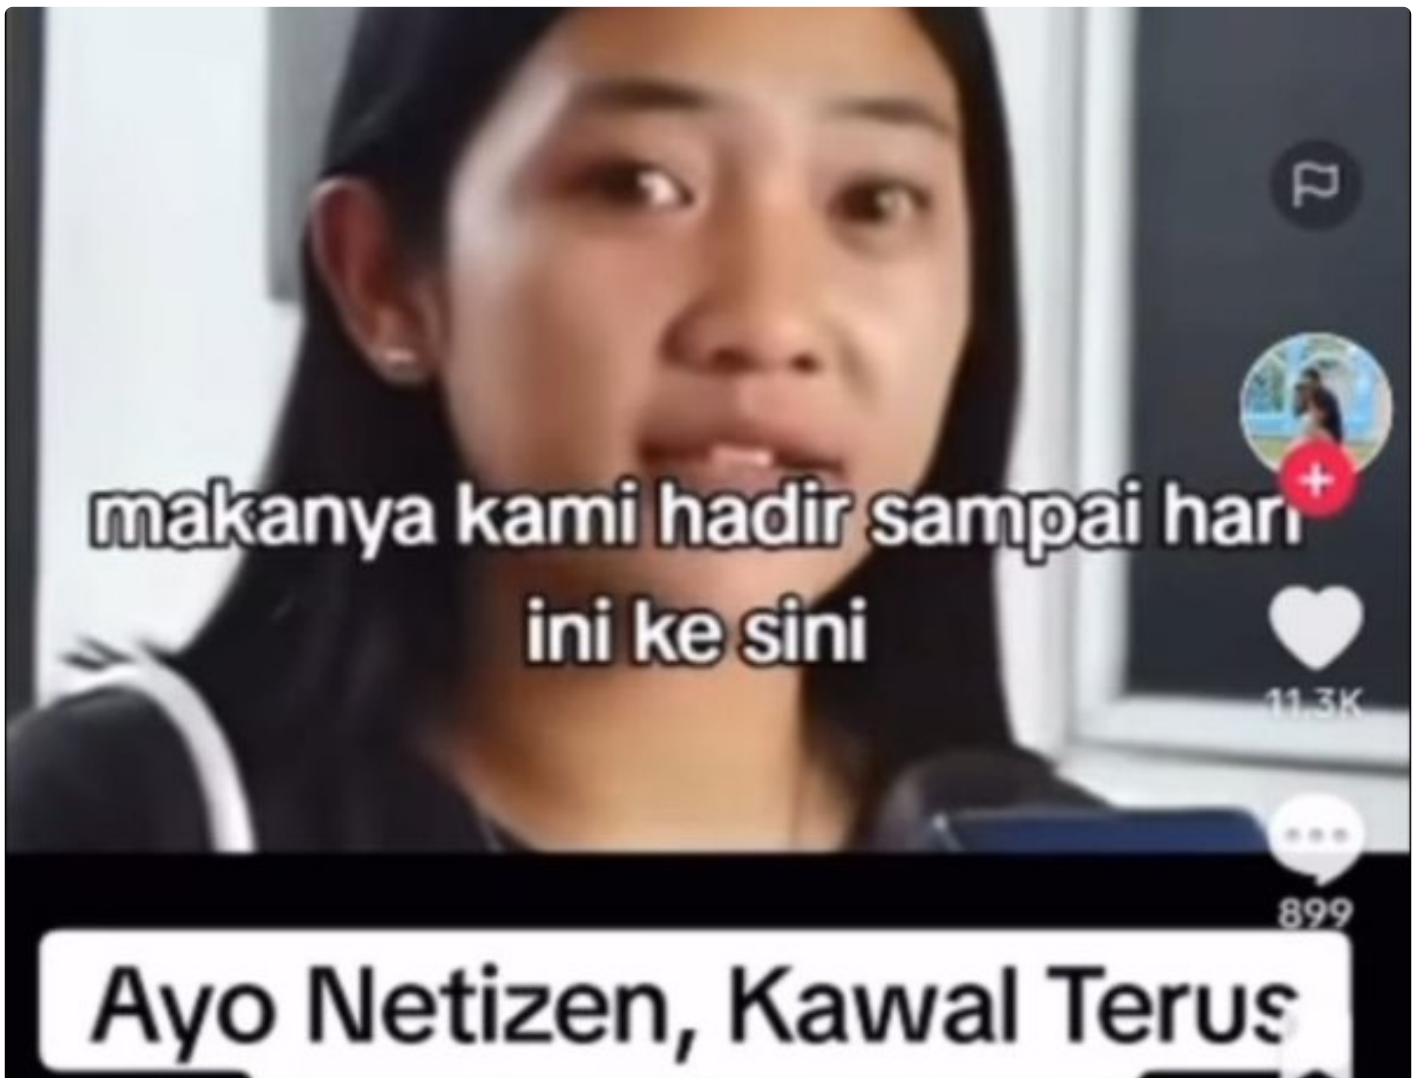 makanya kami hadir sampai hari
ini ke sini
11.3K
899
Ayo Netizen, Kawal Terus